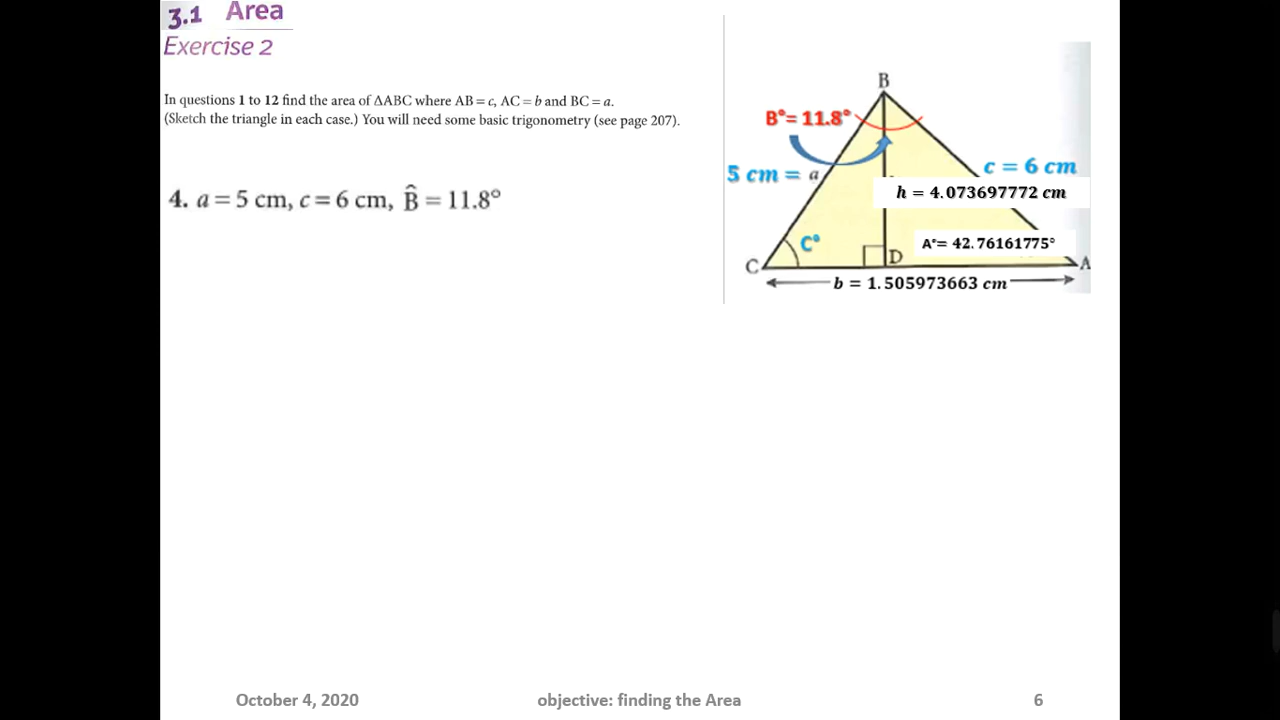 3.1 Area
Exercise 2
In questions 1 to 12 find the area of ΔABC where AB = c, AC = b and BC = a.
(Sketch the triangle in each case.) You will need some basic trigonometry (see page 207).
4. a = 5 cm, c = 6 cm, B̂ = 11.8°
B
B°= 11.8°
5 cm = a
c = 6 cm
h = 4.073697772 cm
C°
A°= 42.76161775°
C
D
A
b = 1.505973663 cm
October 4, 2020
objective: finding the Area
6